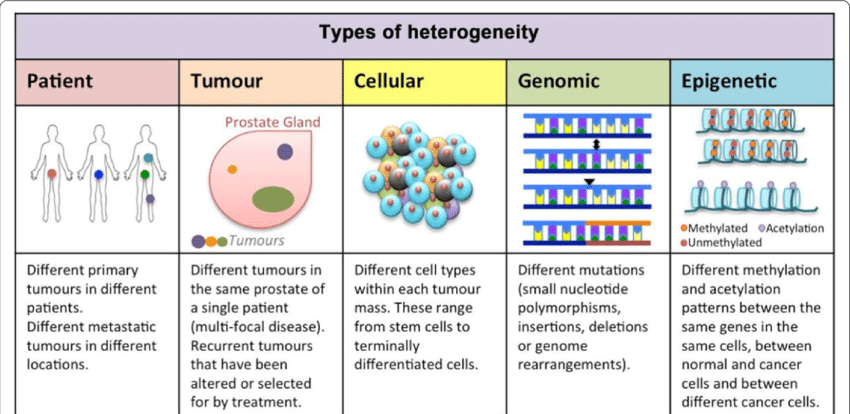 Types of heterogeneity
Patient
Tumour
Cellular
Genomic
Epigenetic
Prostate Gland
Tumours
Methylated
Acetylation
Unmethylated
Different primary
tumours in different
patients.
Different metastatic
tumours in different
locations.
Different tumours in
the same prostate of
a single patient
(multi-focal disease).
Recurrent tumours
that have been
altered or selected
for by treatment.
Different cell types
within each tumour
mass. These range
from stem cells to
terminally
differentiated cells.
Different mutations
(small nucleotide
polymorphisms,
insertions, deletions
or genome
rearrangements).
Different methylation
and acetylation
patterns between the
same genes in the
same cells, between
normal and cancer
cells and between
different cancer cells.